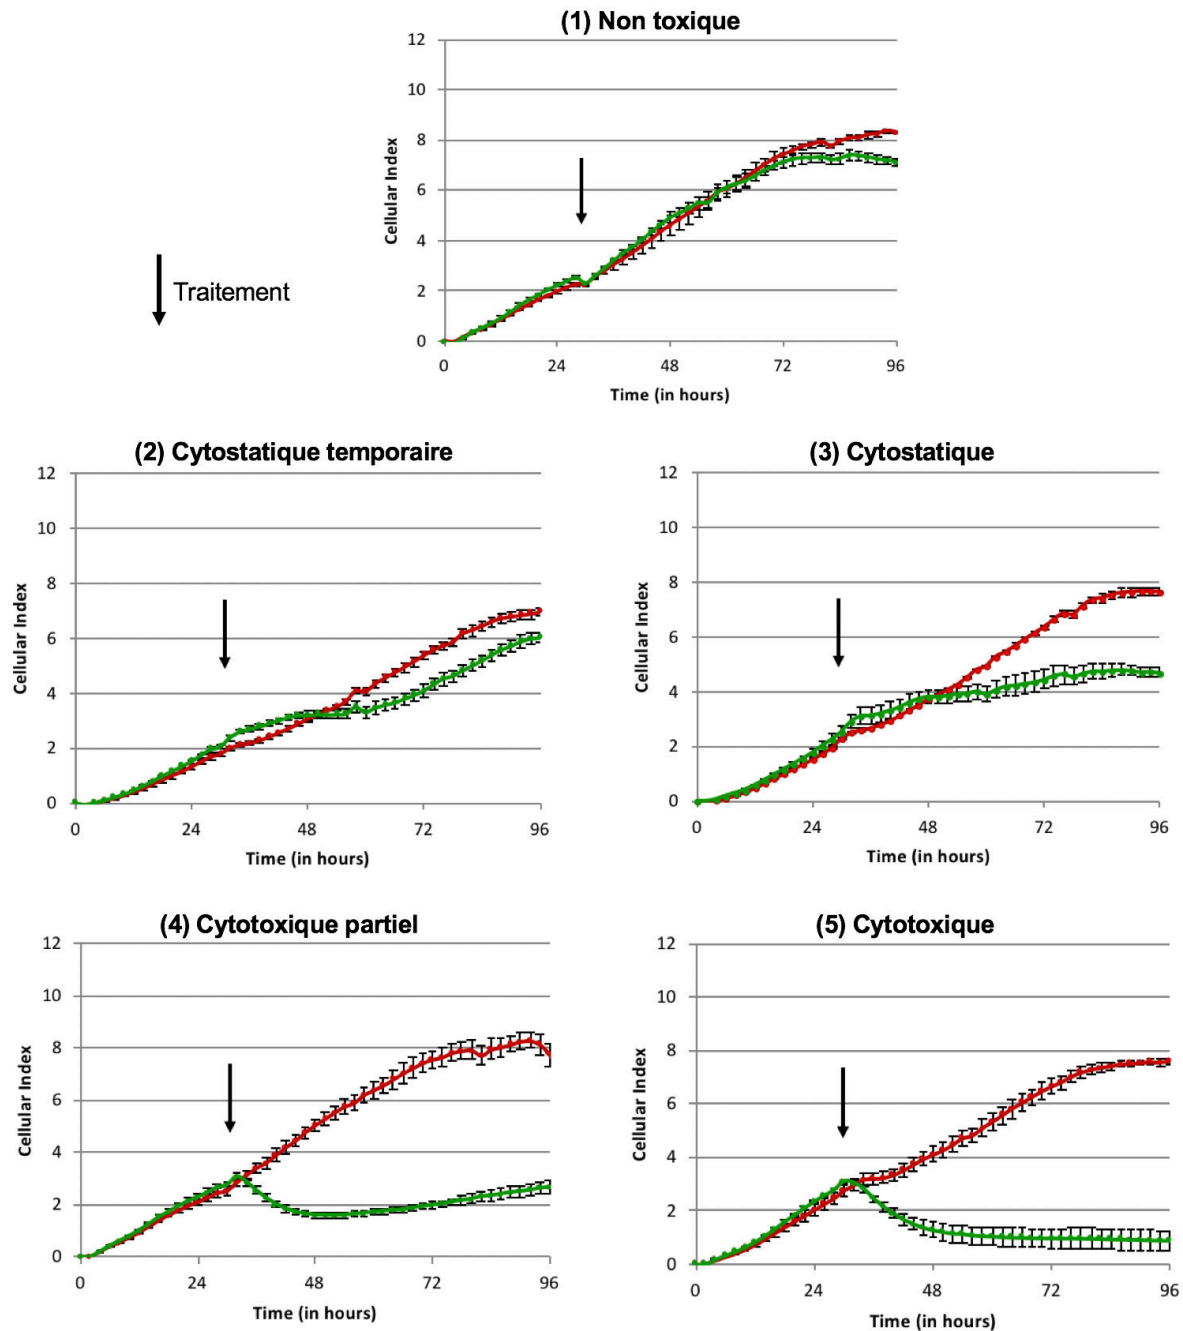 (1) Non toxique
12
10
8
6
4
2
0
Cellular Index
0 24 48 72 96
Time (in hours)
Traitement
(2) Cytostatique temporaire
12
10
8
6
4
2
0
Cellular Index
0 24 48 72 96
Time (in hours)
(3) Cytostatique
12
10
8
6
4
2
0
Cellular Index
0 24 48 72 96
Time (in hours)
(4) Cytotoxique partiel
12
10
8
6
4
2
0
Cellular Index
0 24 48 72 96
Time (in hours)
(5) Cytotoxique
12
10
8
6
4
2
0
Cellular Index
0 24 48 72 96
Time (in hours)